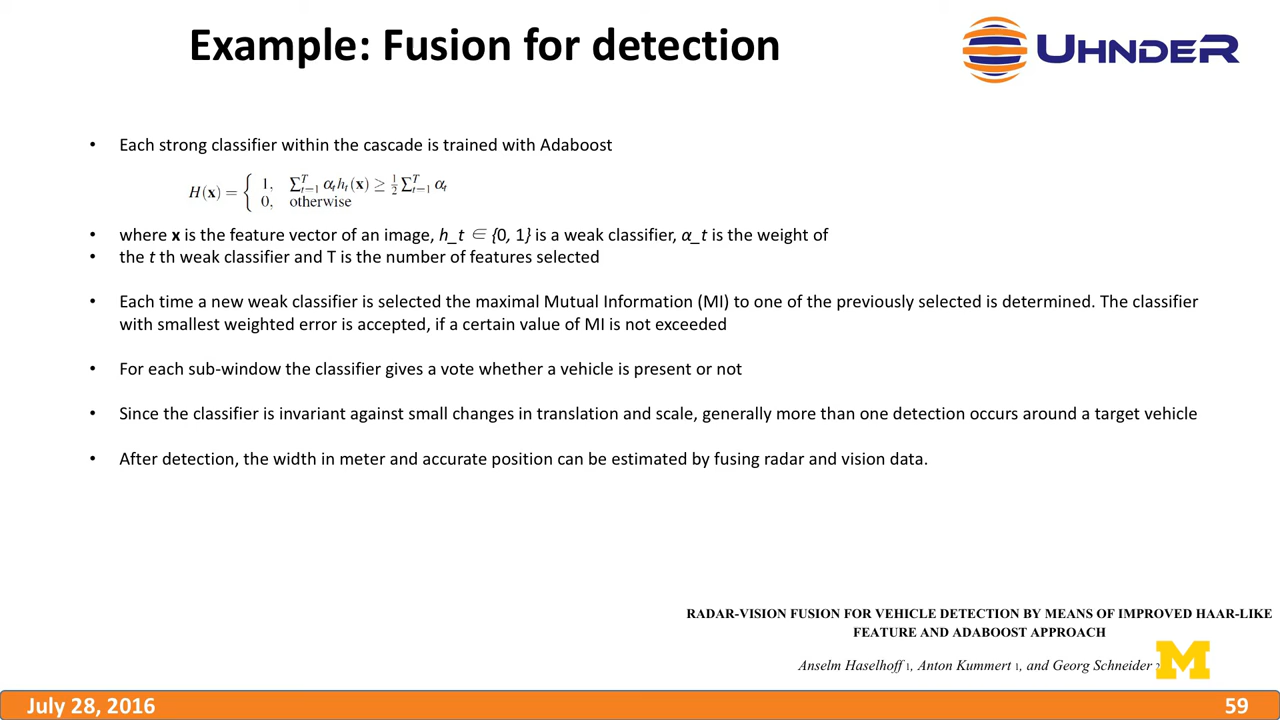 Example: Fusion for detection
UHNDER
• Each strong classifier within the cascade is trained with Adaboost
H(x) = { 1, ∑_{t=1}^{T} α_t h_t(x) ≥ 1/2 ∑_{t=1}^{T} α_t
0, otherwise
• where x is the feature vector of an image, h_t ∈ {0, 1} is a weak classifier, α_t is the weight of
• the t th weak classifier and T is the number of features selected
• Each time a new weak classifier is selected the maximal Mutual Information (MI) to one of the previously selected is determined. The classifier
with smallest weighted error is accepted, if a certain value of MI is not exceeded
• For each sub-window the classifier gives a vote whether a vehicle is present or not
• Since the classifier is invariant against small changes in translation and scale, generally more than one detection occurs around a target vehicle
• After detection, the width in meter and accurate position can be estimated by fusing radar and vision data.
RADAR-VISION FUSION FOR VEHICLE DETECTION BY MEANS OF IMPROVED HAAR-LIKE
FEATURE AND ADABOOST APPROACH
Anselm Haselhoff 1, Anton Kummert 1, and Georg Schneider
M
July 28, 2016
59